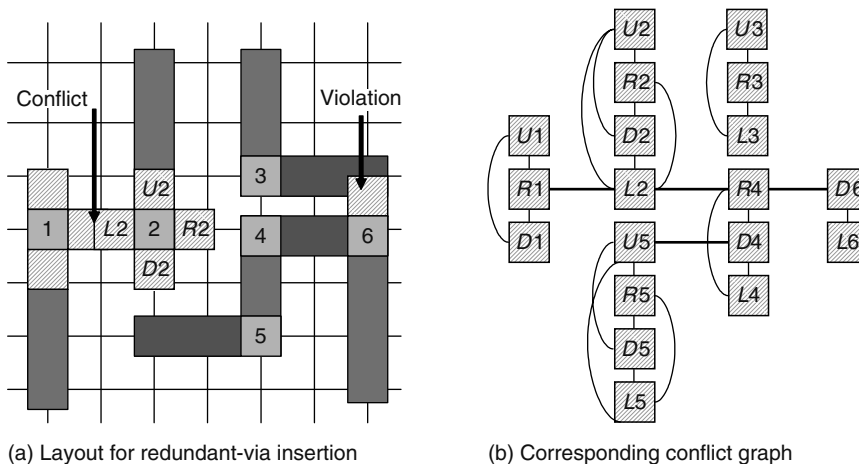 Conflict
Violation
U2
3
1
L2
2
R2
4
6
D2
5
(a) Layout for redundant-via insertion
U2
U3
R2
R3
U1
D2
L3
R1
L2
R4
D6
D1
U5
D4
L6
R5
L4
D5
L5
(b) Corresponding conflict graph